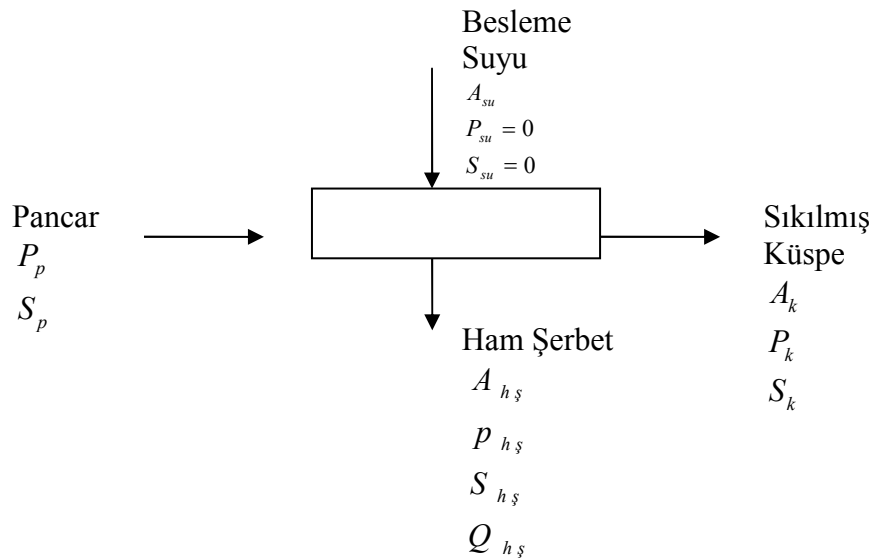 Besleme
Suyu
A_su
P_su = 0
S_su = 0
Pancar
P_p
S_p
Sıkılmış
Küspe
A_k
P_k
S_k
Ham Şerbet
A_hş
p_hş
S_hş
Q_hş